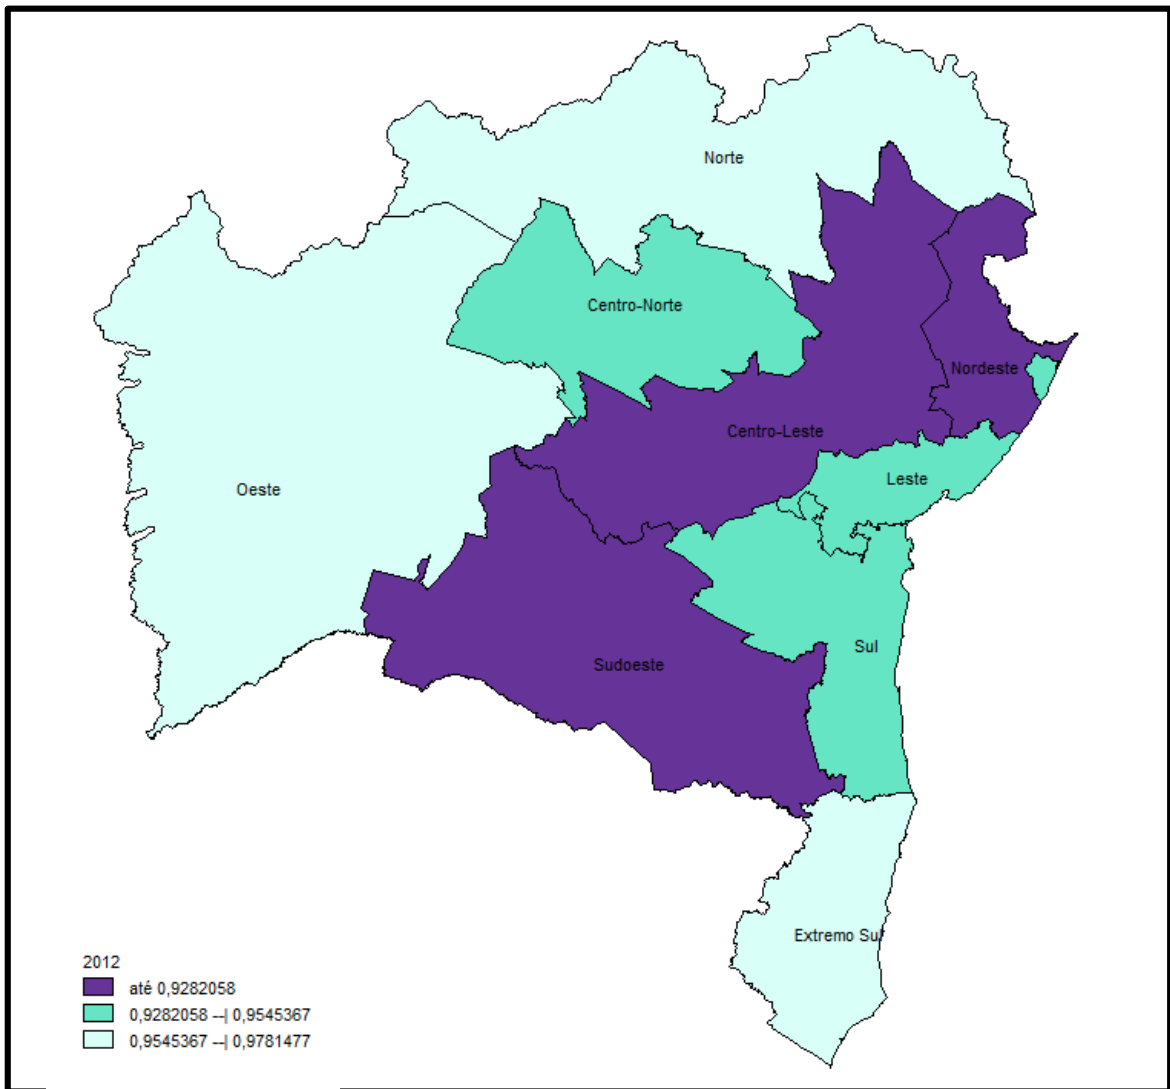 Norte
Centro-Norte
Nordeste
Centro-Leste
Leste
Oeste
Sul
Sudoeste
Extremo Sul
2012
até 0,9282058
0,9282058 --| 0,9545367
0,9545367 --| 0,9781477